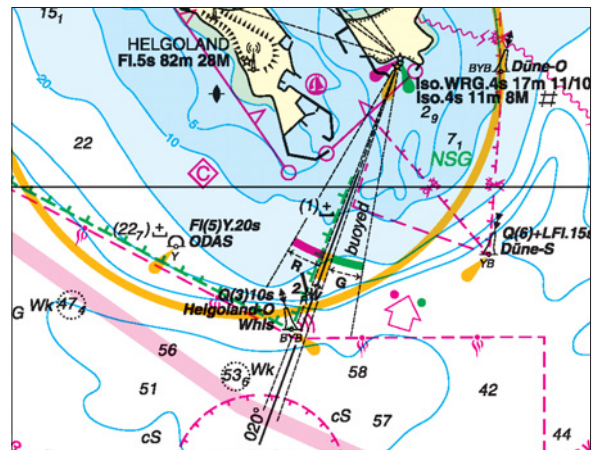 15₁
HELGOLAND
Fl.5s 82m 28M
BYB
Düne-O
Iso.WRG.4s 17m 11/10
Iso.4s 11m 8M
2₉
20
5
10
22
7₁
NSG
C
(1)
buoyed
(22₇)
Fl(5)Y.20s
ODAS
Y
Q(6)+LFl.15s
Düne-S
YB
R
G
2
Q(3)10s
Helgoland-O
Whis
BYB
G
Wk
47₄
56
53₆
Wk
51
58
57
42
44
cS
cS
020°